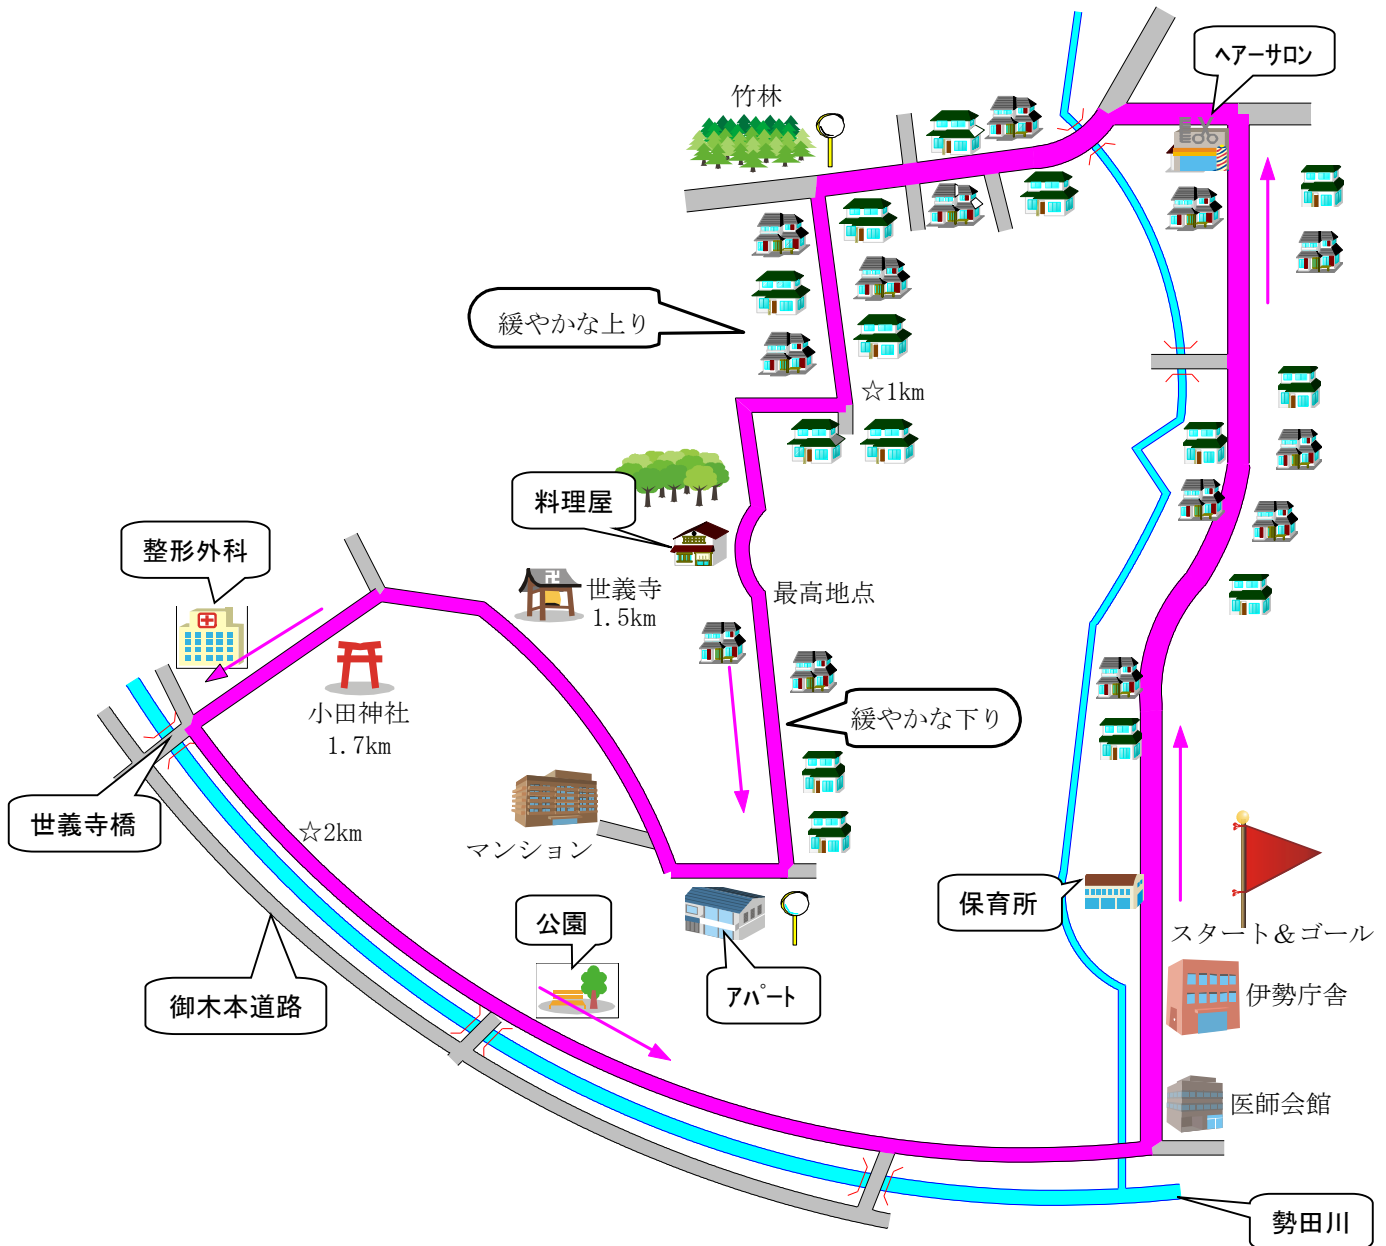 ヘアーサロン
竹林
緩やかな上り
☆1km
料理屋
整形外科
世義寺
1.5km
最高地点
小田神社
1.7km
緩やかな下り
世義寺橋
☆2km
マンション
保育所
公園
スタート＆ゴール
御木本道路
アパート
伊勢庁舎
医師会館
勢田川
卍